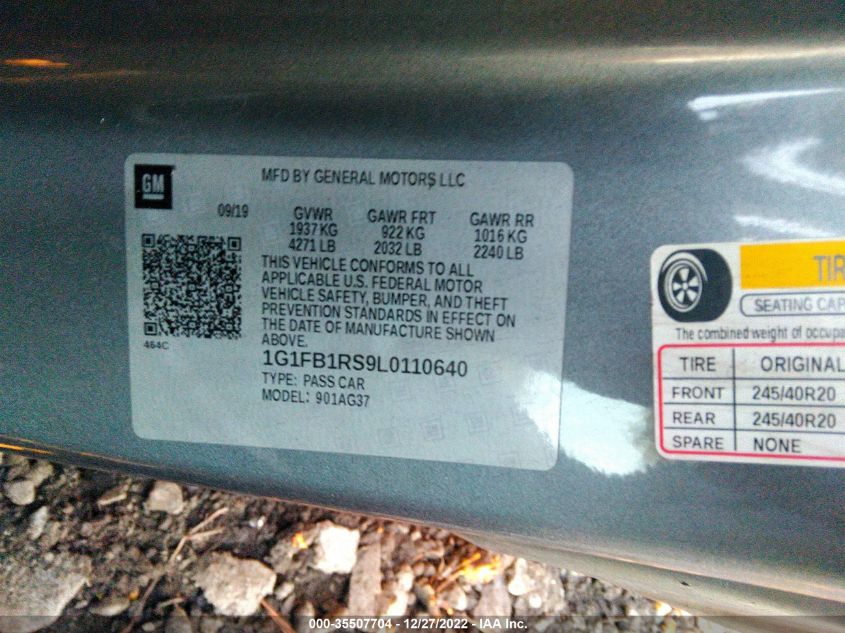 GM
MFD BY GENERAL MOTORS LLC
09/19 GVWR GAWR FRT GAWR RR
1937 KG 922 KG 1016 KG
4271 LB 2032 LB 2240 LB
THIS VEHICLE CONFORMS TO ALL
APPLICABLE U.S. FEDERAL MOTOR
VEHICLE SAFETY, BUMPER, AND THEFT
PREVENTION STANDARDS IN EFFECT ON
THE DATE OF MANUFACTURE SHOWN
ABOVE.
464C
1G1FB1RS9L0110640
TYPE: PASS CAR
MODEL: 901AG37
TIR
SEATING CAP
The combined weight of occupa
TIRE ORIGINAL
FRONT 245/40R20
REAR 245/40R20
SPARE NONE
000-35507704 - 12/27/2022 - IAA Inc.